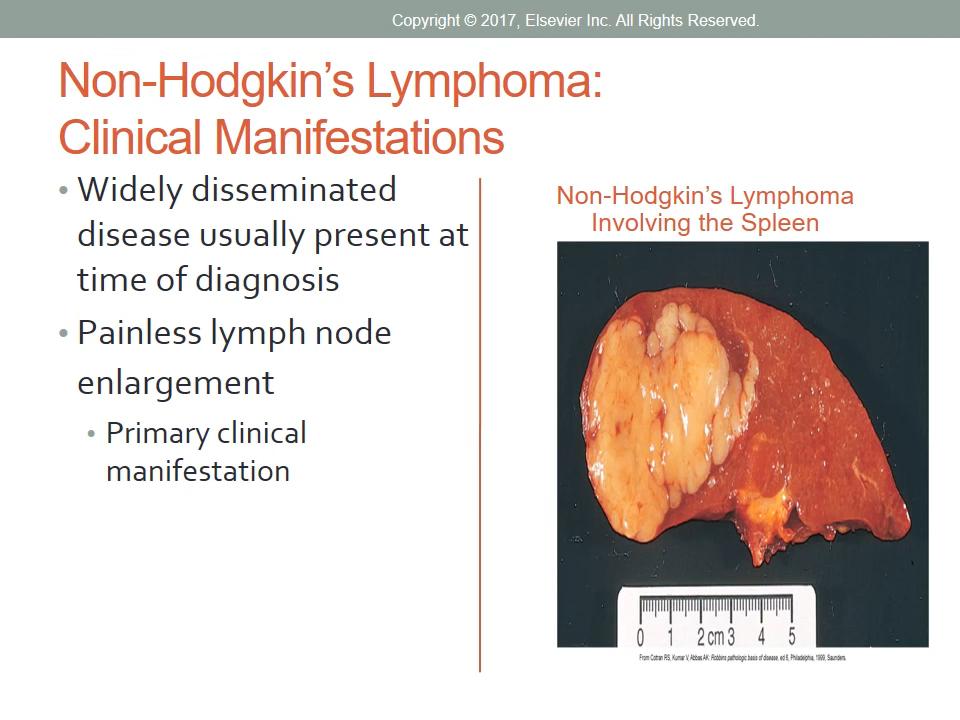 Copyright © 2017, Elsevier Inc. All Rights Reserved.
Non-Hodgkin’s Lymphoma:
Clinical Manifestations
• Widely disseminated
disease usually present at
time of diagnosis
• Painless lymph node
enlargement
• Primary clinical
manifestation
Non-Hodgkin’s Lymphoma
Involving the Spleen
0 1 2 cm 3 4 5
From Cotran RS, Kumar V, Abbas AK: Robbins pathologic basis of disease, ed 6, Philadelphia, 1999, Saunders.